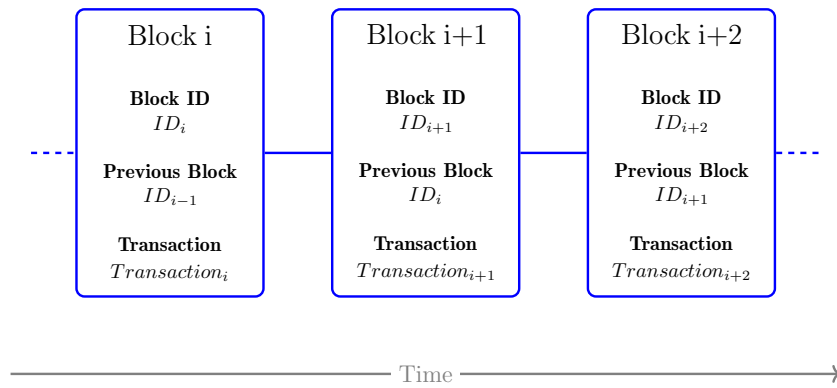 Block i
Block ID
ID_i
Previous Block
ID_{i−1}
Transaction
Transaction_i
Block i+1
Block ID
ID_{i+1}
Previous Block
ID_i
Transaction
Transaction_{i+1}
Block i+2
Block ID
ID_{i+2}
Previous Block
ID_{i+1}
Transaction
Transaction_{i+2}
Time